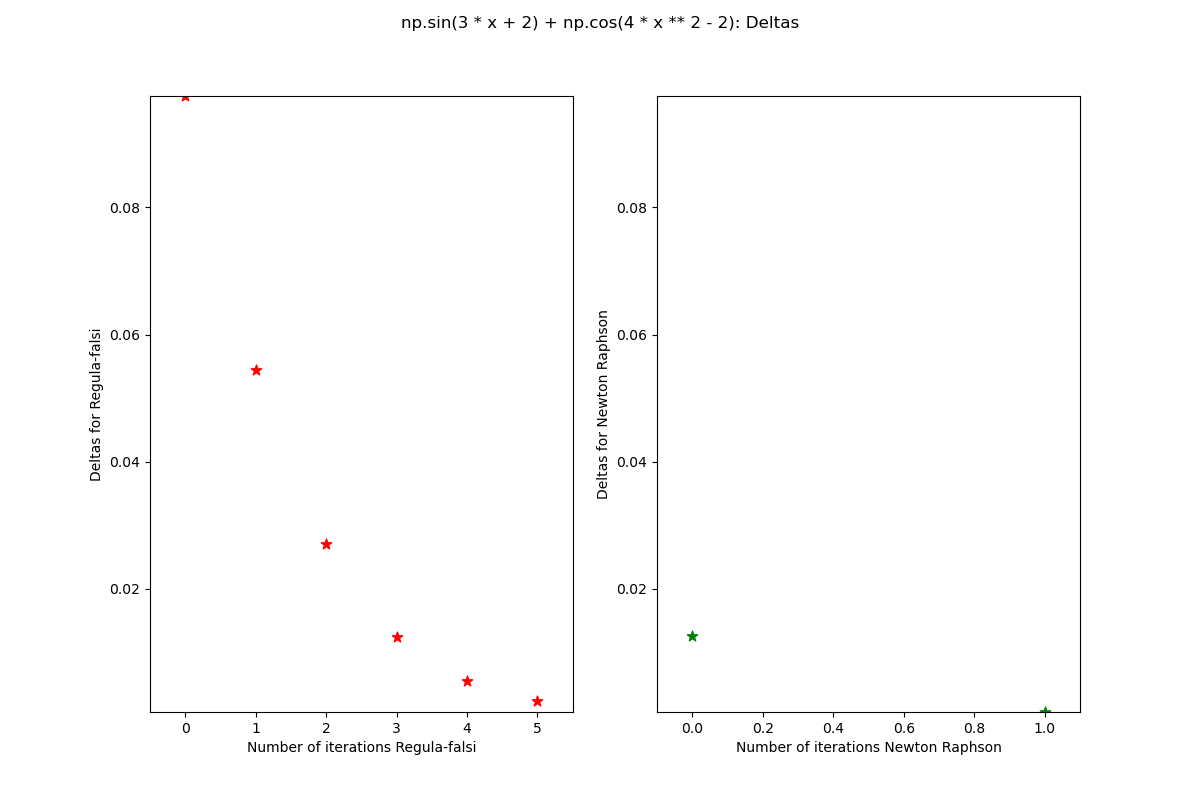 np.sin(3 * x + 2) + np.cos(4 * x ** 2 - 2): Deltas
0.08
0.06
0.04
0.02
Deltas for Regula-falsi
0 1 2 3 4 5
Number of iterations Regula-falsi
0.08
0.06
0.04
0.02
Deltas for Newton Raphson
0.0 0.2 0.4 0.6 0.8 1.0
Number of iterations Newton Raphson